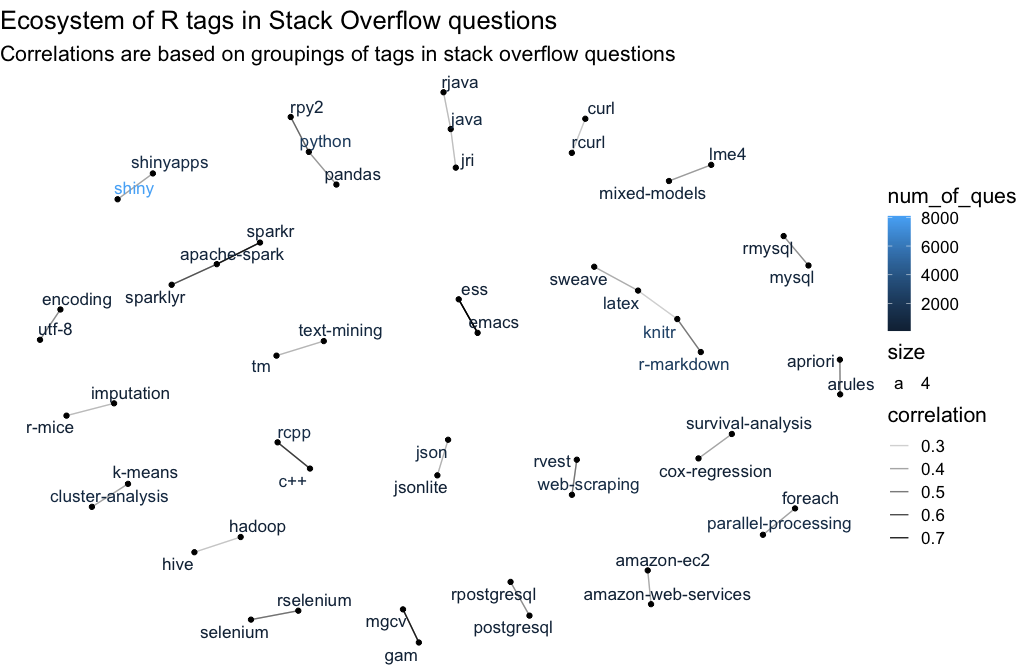 Ecosystem of R tags in Stack Overflow questions
Correlations are based on groupings of tags in stack overflow questions
rjava
rpy2
curl
java
python
rcurl
lme4
jri
shinyapps
pandas
shiny
mixed-models
sparkr
rmysql
apache-spark
mysql
sweave
ess
sparklyr
encoding
latex
emacs
utf-8
text-mining
knitr
tm
r-markdown
apriori
arules
imputation
r-mice
survival-analysis
rcpp
json
rvest
cox-regression
k-means
c++
jsonlite
web-scraping
cluster-analysis
foreach
hadoop
parallel-processing
hive
amazon-ec2
rselenium
rpostgresql
amazon-web-services
mgcv
selenium
postgresql
gam
num_of_ques
8000
6000
4000
2000
size
a 4
correlation
0.3
0.4
0.5
0.6
0.7